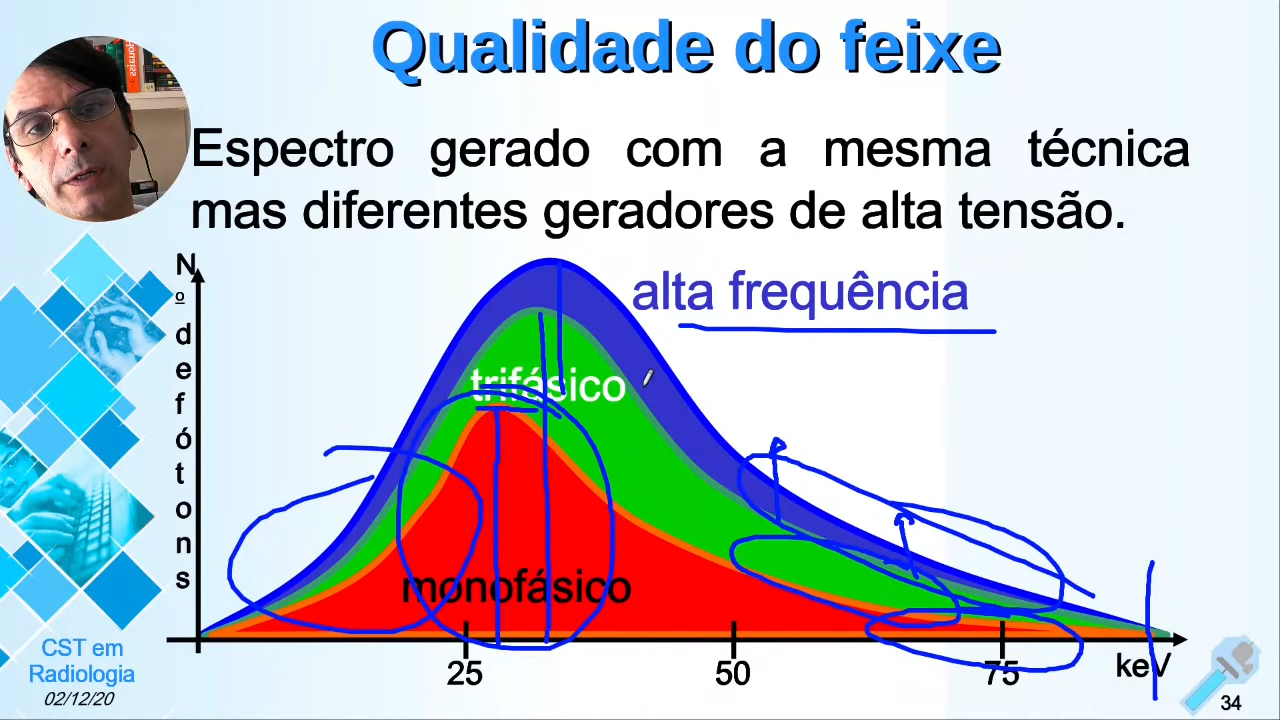 Qualidade do feixe
Espectro gerado com a mesma técnica
mas diferentes geradores de alta tensão.
Nº de fótons
alta frequência
trifásico
monofásico
25 50 75 keV
CST em
Radiologia
02/12/20
34